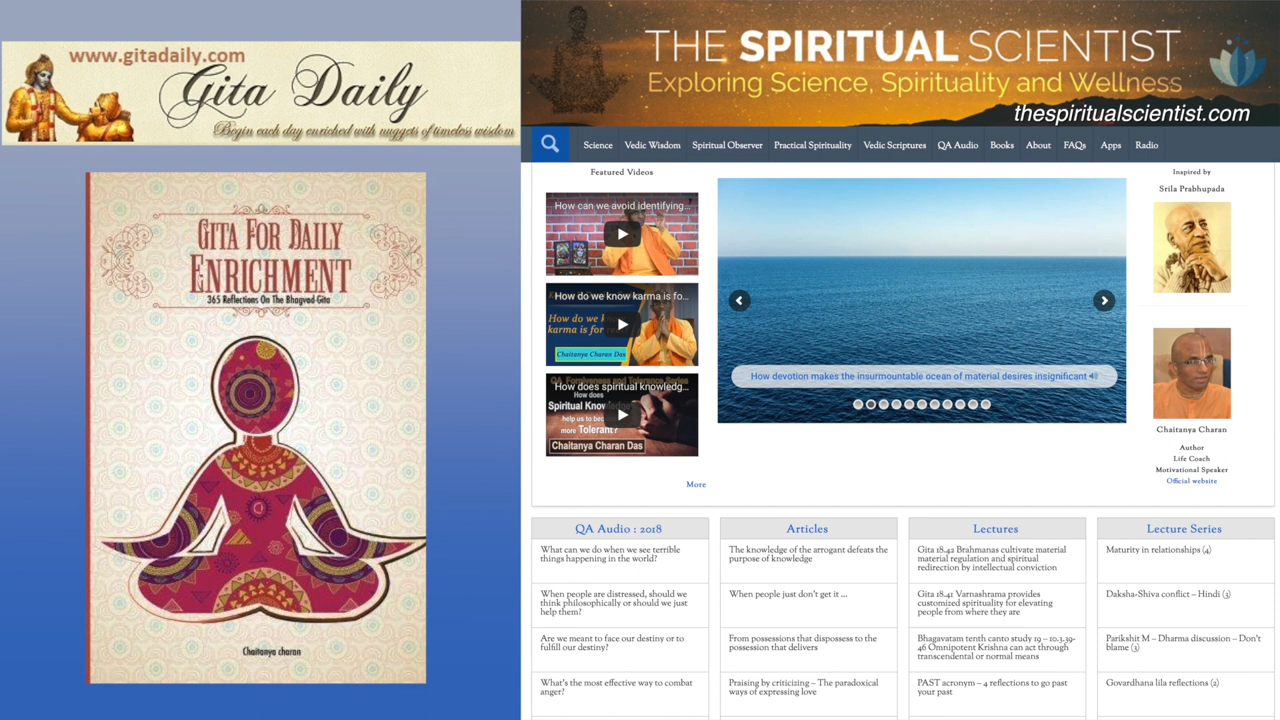 www.gitadaily.com
Gita Daily
Begin each day enriched with nuggets of timeless wisdom
GITA FOR DAILY
ENRICHMENT
365 Reflections On The Bhagvad-Gita
Chaitanya charan
THE SPIRITUAL SCIENTIST
Exploring Science, Spirituality and Wellness
thespiritualscientist.com
Science Vedic Wisdom Spiritual Observer Practical Spirituality Vedic Scriptures QA Audio Books About FAQs Apps Radio
Featured Videos
How can we avoid identifying...
How do we know karma is fo...
How do we k
karma is for re
Chaitanya Charan Das
QA Forgiveness and Tolerance Series
How does spiritual knowledg...
How does
Spiritual Know
help us to be
more Tolerant?
Chaitanya Charan Das
More
How devotion makes the insurmountable ocean of material desires insignificant
Inspired by
Srila Prabhupada
Chaitanya Charan
Author
Life Coach
Motivational Speaker
Official website
QA Audio : 2018
What can we do when we see terrible
things happening in the world?
When people are distressed, should we
think philosophically or should we just
help them?
Are we meant to face our destiny or to
fulfill our destiny?
What's the most effective way to combat
anger?
Articles
The knowledge of the arrogant defeats the
purpose of knowledge
When people just don't get it ...
From possessions that dispossess to the
possession that delivers
Praising by criticizing – The paradoxical
ways of expressing love
Lectures
Gita 18.42 Brahmanas cultivate material
material regulation and spiritual
redirection by intellectual conviction
Gita 18.41 Varnashrama provides
customized spirituality for elevating
people from where they are
Bhagavatam tenth canto study 19 – 10.3.39-
46 Omnipotent Krishna can act through
transcendental or normal means
PAST acronym – 4 reflections to go past
your past
Lecture Series
Maturity in relationships (4)
Daksha-Shiva conflict – Hindi (3)
Parikshit M – Dharma discussion – Don't
blame (3)
Govardhana lila reflections (2)